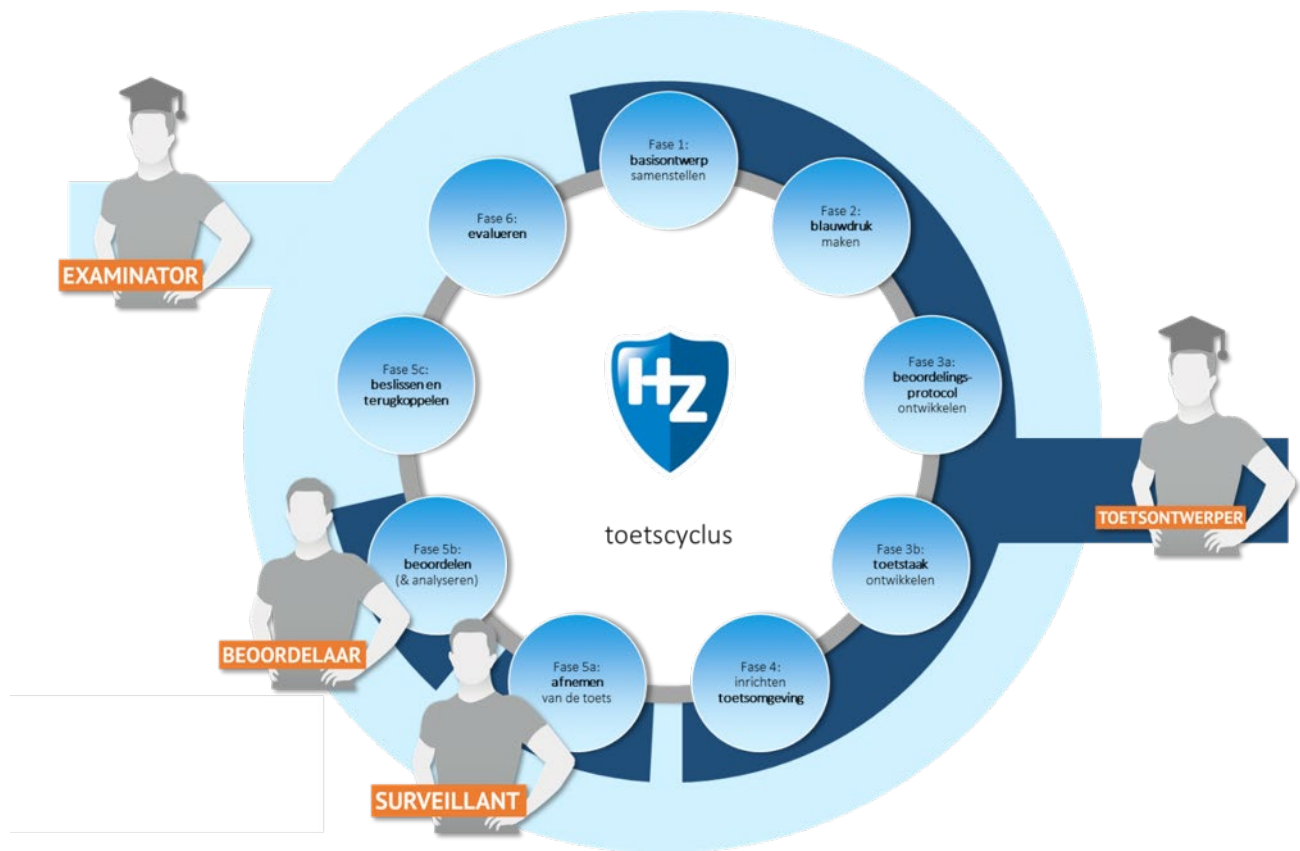 Fase 1:
basisontwerp
samenstellen
Fase 2:
blauwdruk
maken
Fase 3a:
beoordelings-
protocol
ontwikkelen
Fase 3b:
toetstaak
ontwikkelen
Fase 4:
inrichten
toetsomgeving
Fase 5a:
afnemen
van de toets
Fase 5b:
beoordelen
(& analyseren)
Fase 5c:
beslissen en
terugkoppelen
Fase 6:
evalueren
HZ
toetscyclus
EXAMINATOR
TOETSONTWERPER
BEOORDELAAR
SURVEILLANT